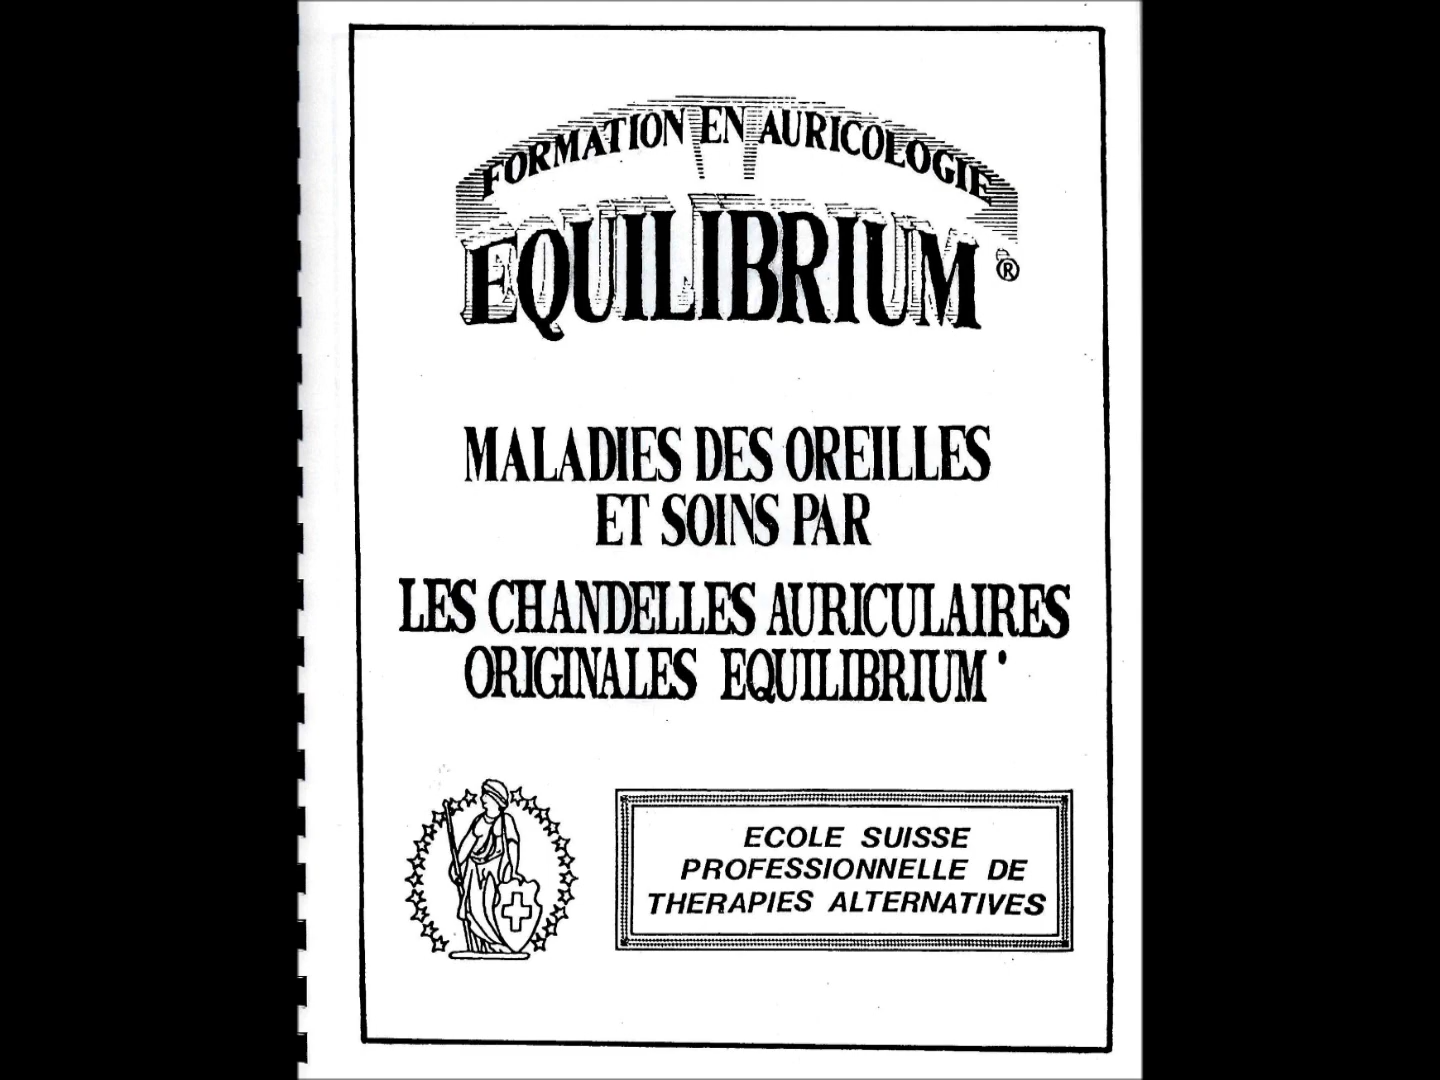 FORMATION EN AURICOLOGIE
EQUILIBRIUM ®
MALADIES DES OREILLES
ET SOINS PAR
LES CHANDELLES AURICULAIRES
ORIGINALES EQUILIBRIUM
ECOLE SUISSE
PROFESSIONNELLE DE
THERAPIES ALTERNATIVES